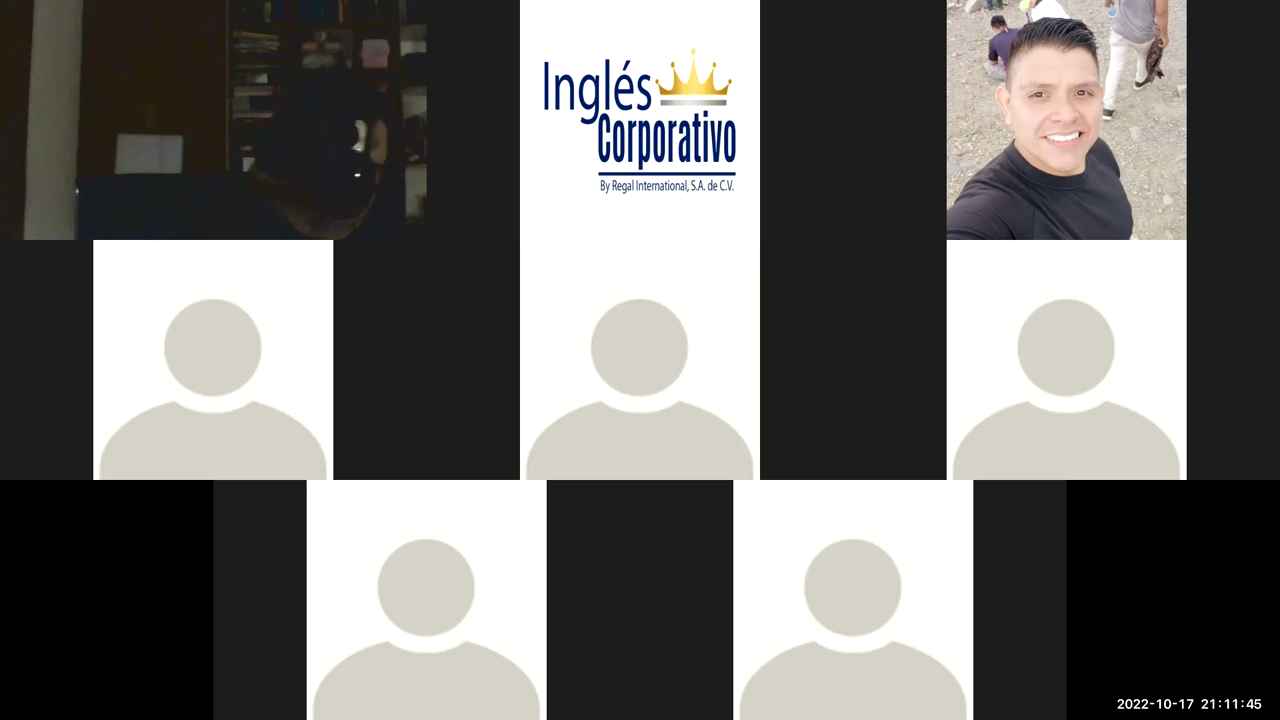 Inglés
Corporativo
By Regal International, S.A. de C.V.
2022-10-17 21:11:45